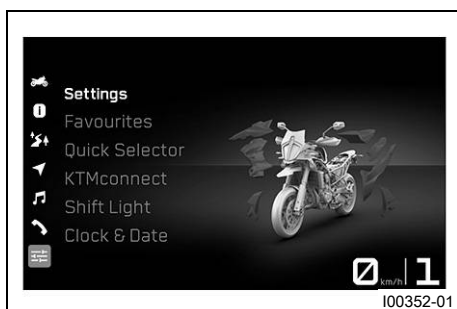 Settings
Favourites
Quick Selector
KTMconnect
Shift Light
Clock & Date
0 km/h 1
I00352-01